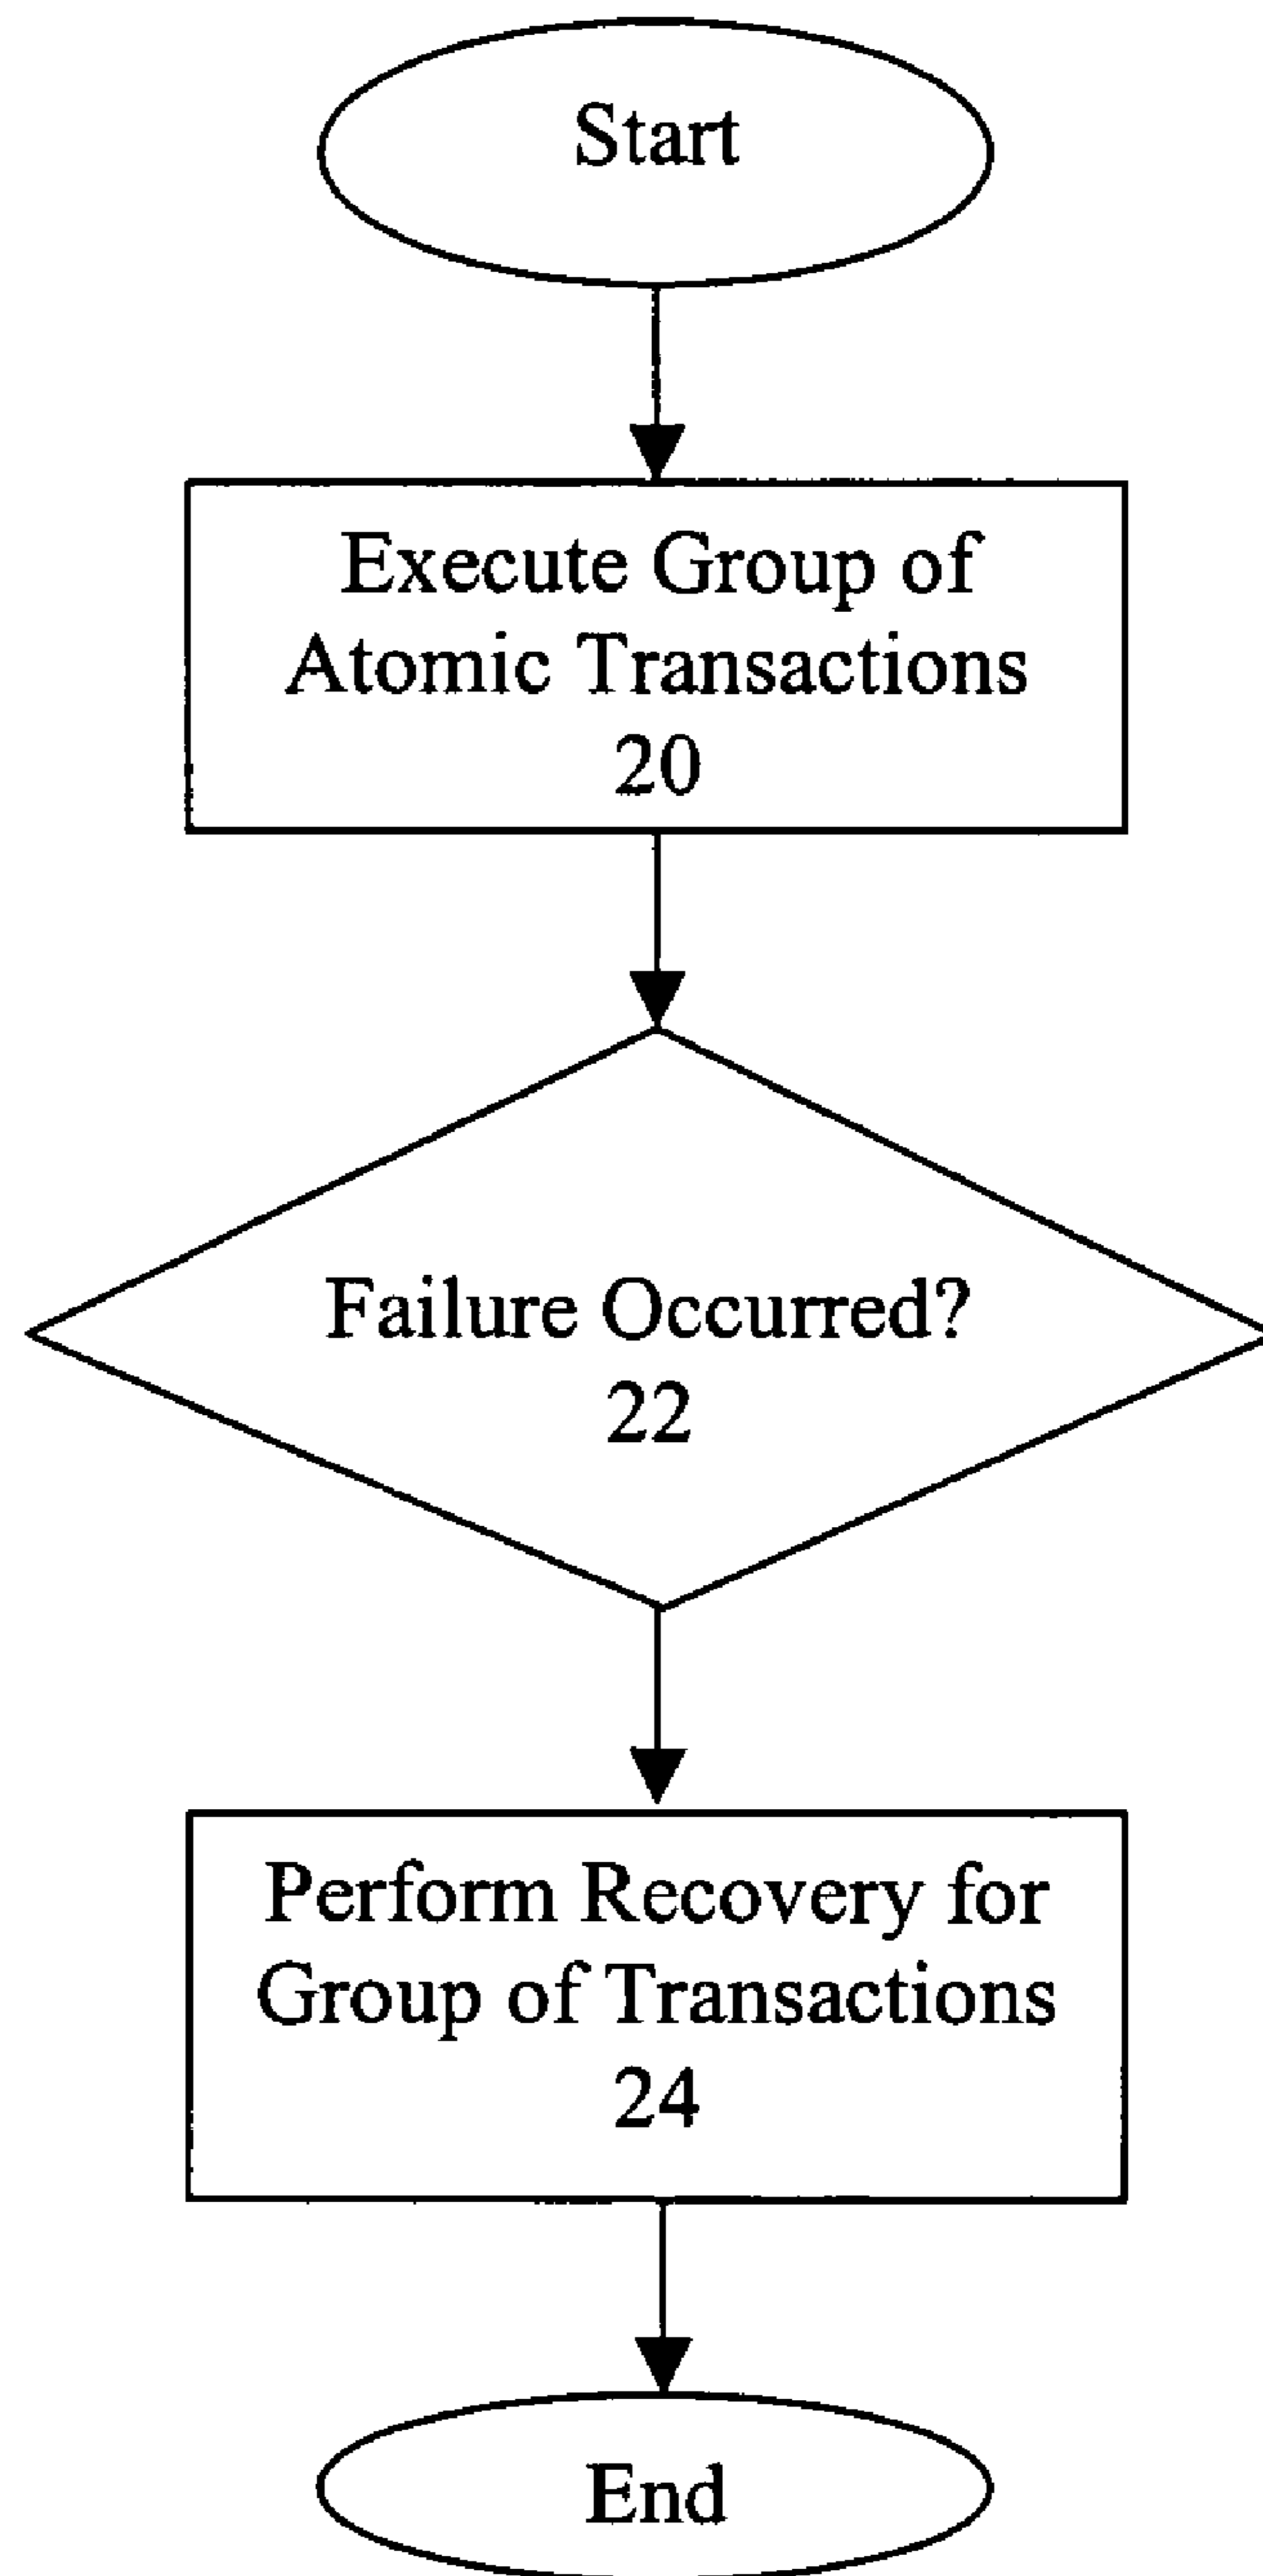 Start
Execute Group of
Atomic Transactions
20
Failure Occurred?
22
Perform Recovery for
Group of Transactions
24
End